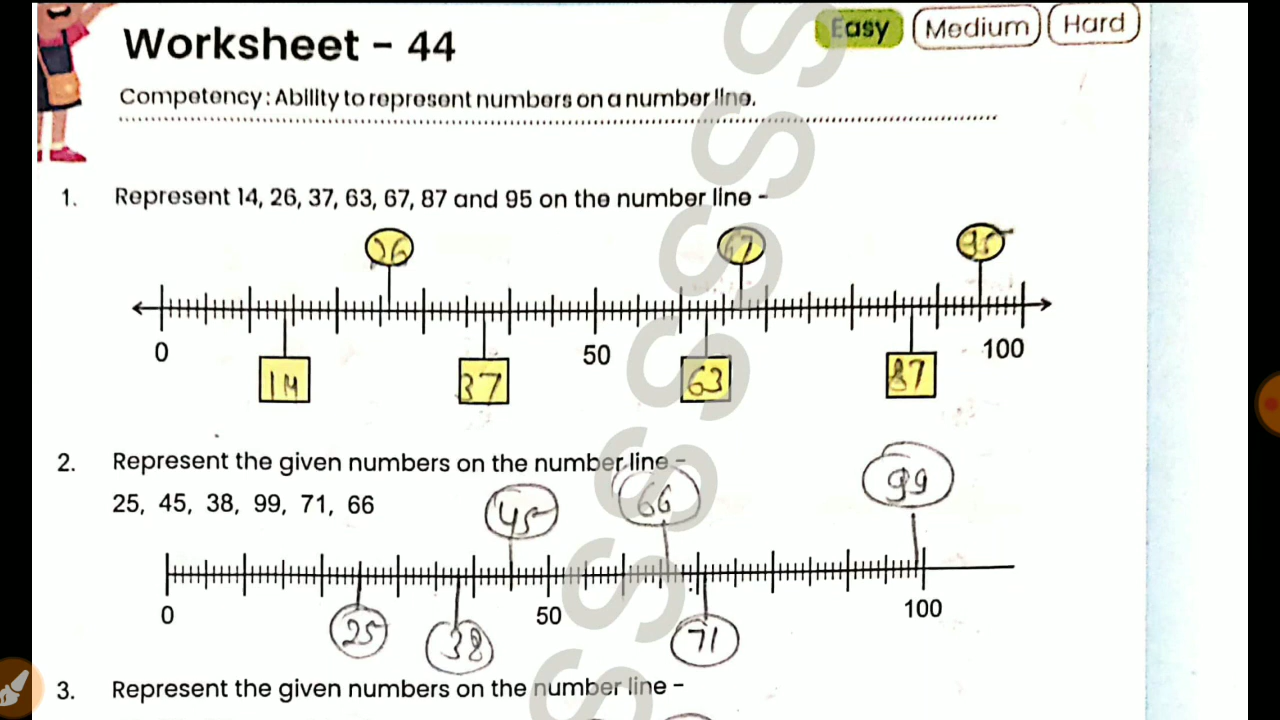 Easy Medium Hard
Worksheet - 44
Competency: Ability to represent numbers on a number line.
1. Represent 14, 26, 37, 63, 67, 87 and 95 on the number line -
26 67 95
0 50 100
14 37 63 87
2. Represent the given numbers on the number line -
25, 45, 38, 99, 71, 66
45 66 99
0 50 100
25 38 71
3. Represent the given numbers on the number line -